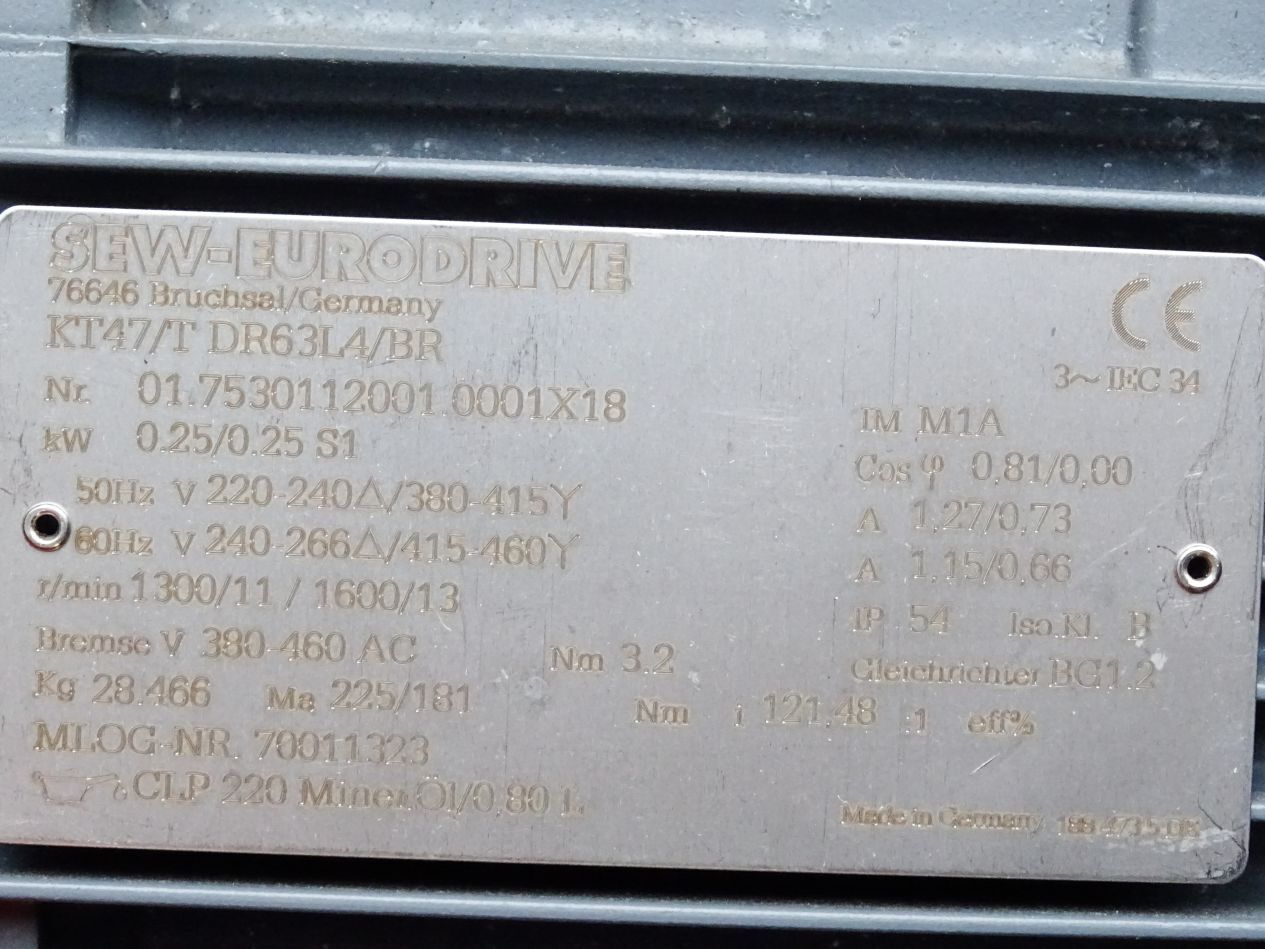 SEW-EURODRIVE
76646 Bruchsal/Germany
KT47/T DR63L4/BR
3~ IEC 34
Nr. 01.7530112001.0001X18
IM M1A
kW 0.25/0.25 S1
Cos φ 0,81/0,00
50Hz V 220-240△/380-415Y
A 1,27/0,73
60Hz V 240-266△/415-460Y
A 1,15/0,66
r/min 1300/11 / 1600/13
IP 54 Iso.Kl. B
Bremse V 380-460 AC Nm 3.2
Gleichrichter BG1.2
Kg 28.466 Ma 225/181 Nm i 121,48 :1 eff%
MLOG-NR. 70011323
CLP 220 Miner.Öl/0,80 L
Made in Germany